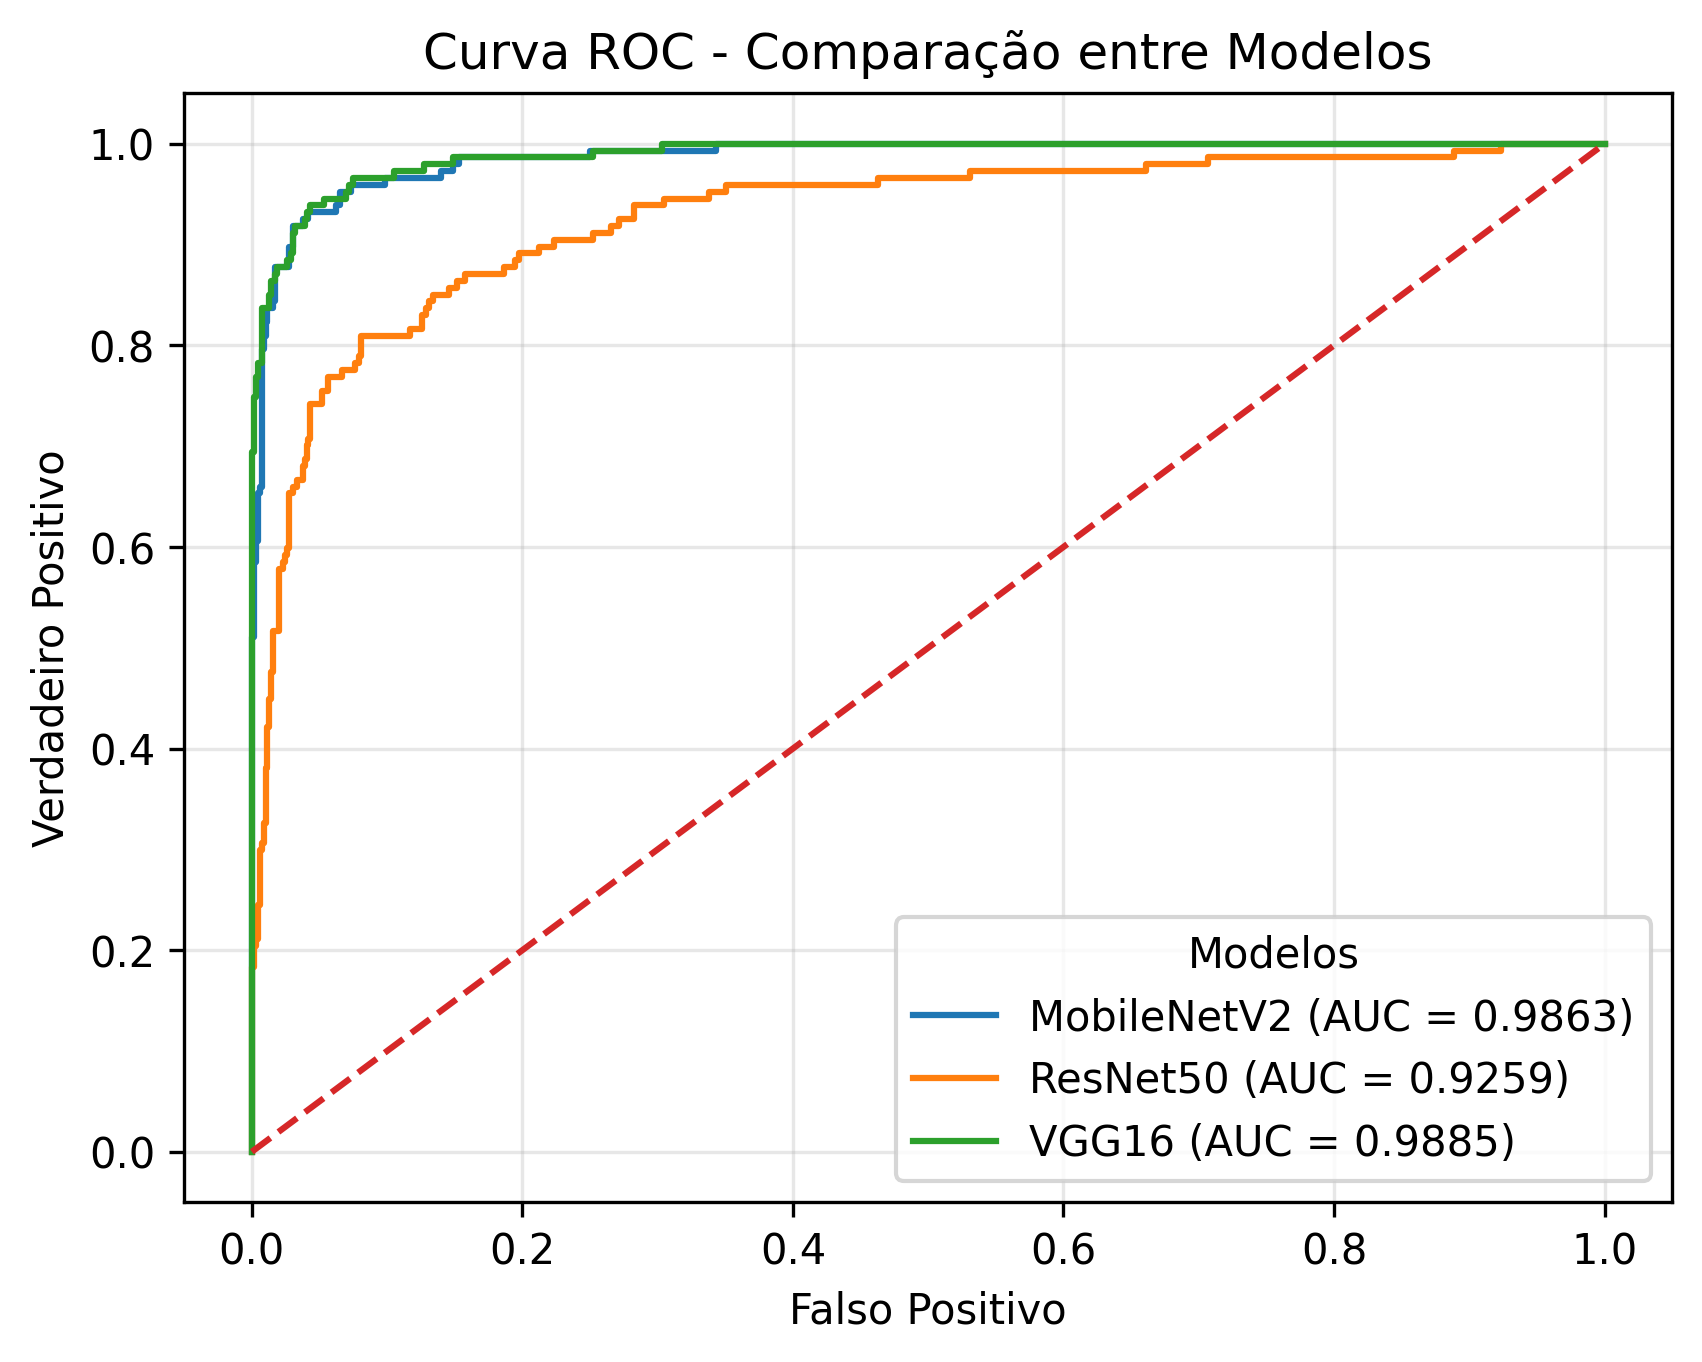 Curva ROC - Comparação entre Modelos
Verdadeiro Positivo
1.0
0.8
0.6
0.4
0.2
0.0
Modelos
MobileNetV2 (AUC = 0.9863)
ResNet50 (AUC = 0.9259)
VGG16 (AUC = 0.9885)
0.0 0.2 0.4 0.6 0.8 1.0
Falso Positivo